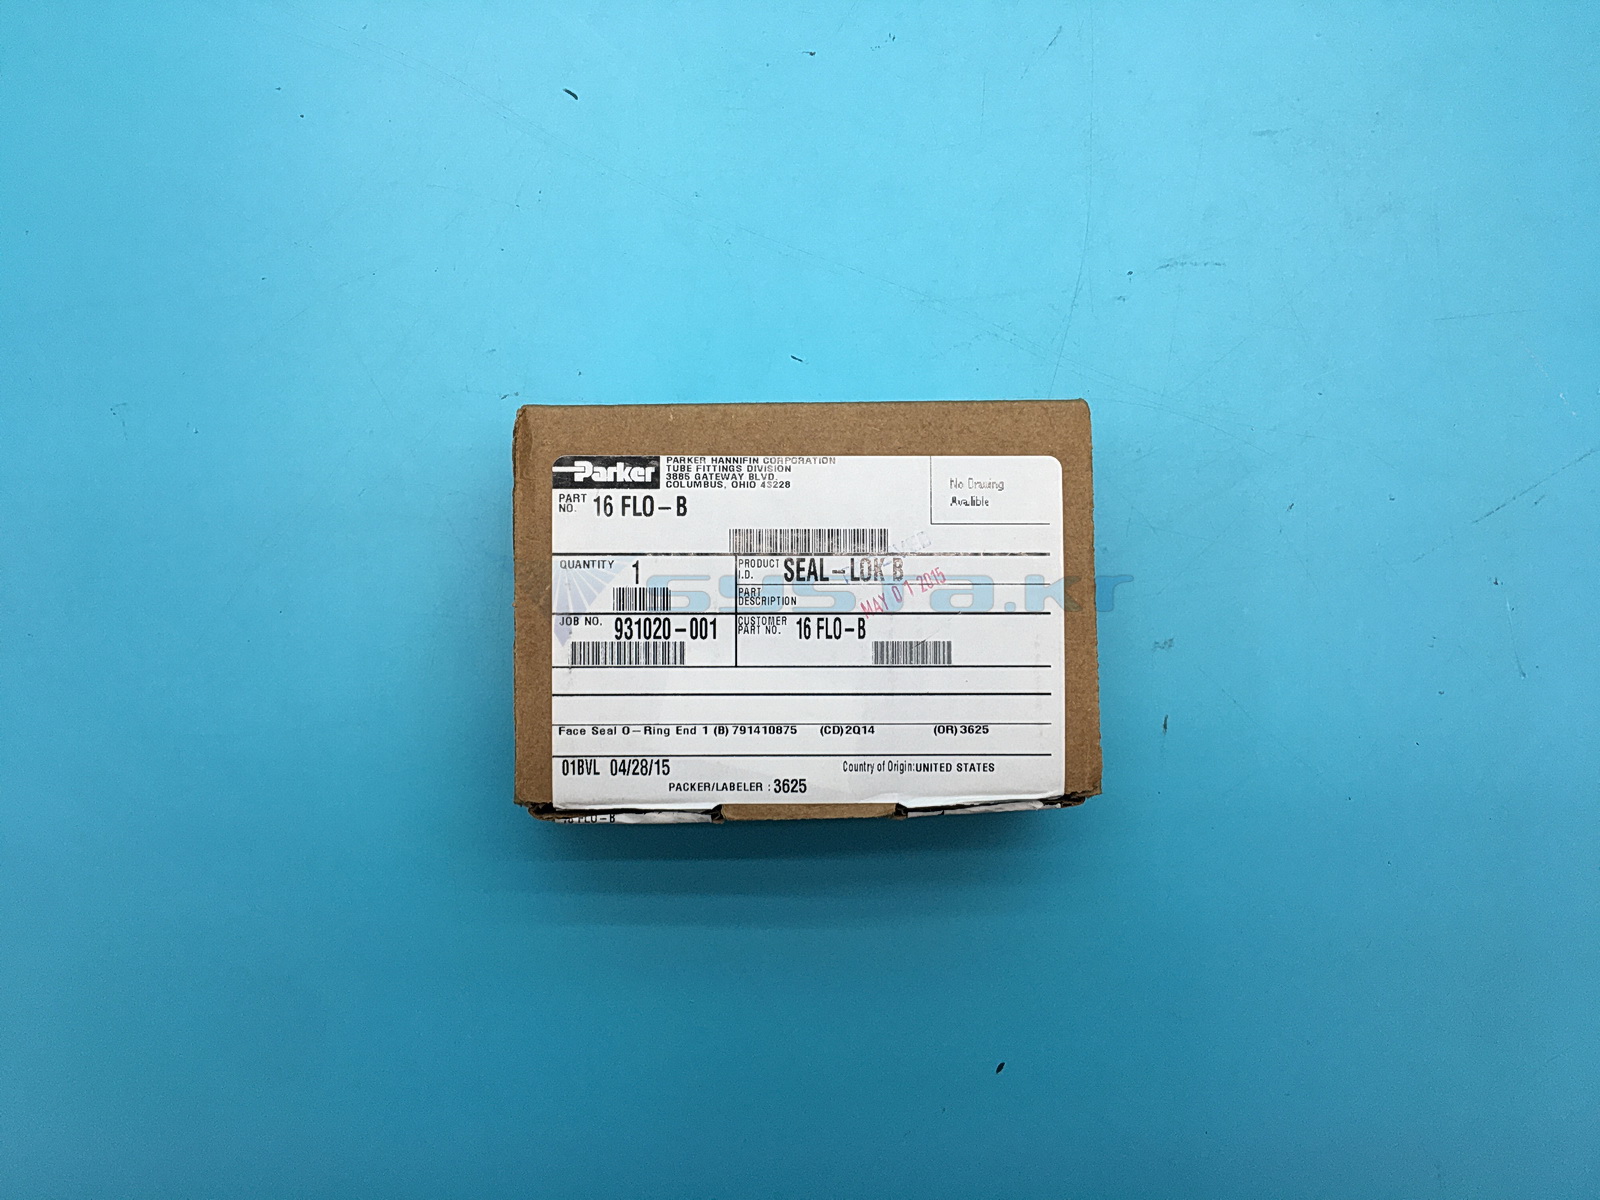 Parker
PARKER HANNIFIN CORPORATION
TUBE FITTINGS DIVISION
3885 GATEWAY BLVD.
COLUMBUS, OHIO 43228
No Drawing
Avalible
PART NO. 16 FLO-B
QUANTITY 1
PRODUCT I.D. SEAL-LOK B
PART DESCRIPTION
MAY 01 2015
sysra.kr
JOB NO. 931020-001
CUSTOMER PART NO. 16 FLO-B
Face Seal O-Ring End 1 (B) 791410875 (CD)2Q14 (OR)3625
01BVL 04/28/15
Country of Origin:UNITED STATES
PACKER/LABELER : 3625
16 FLO-B